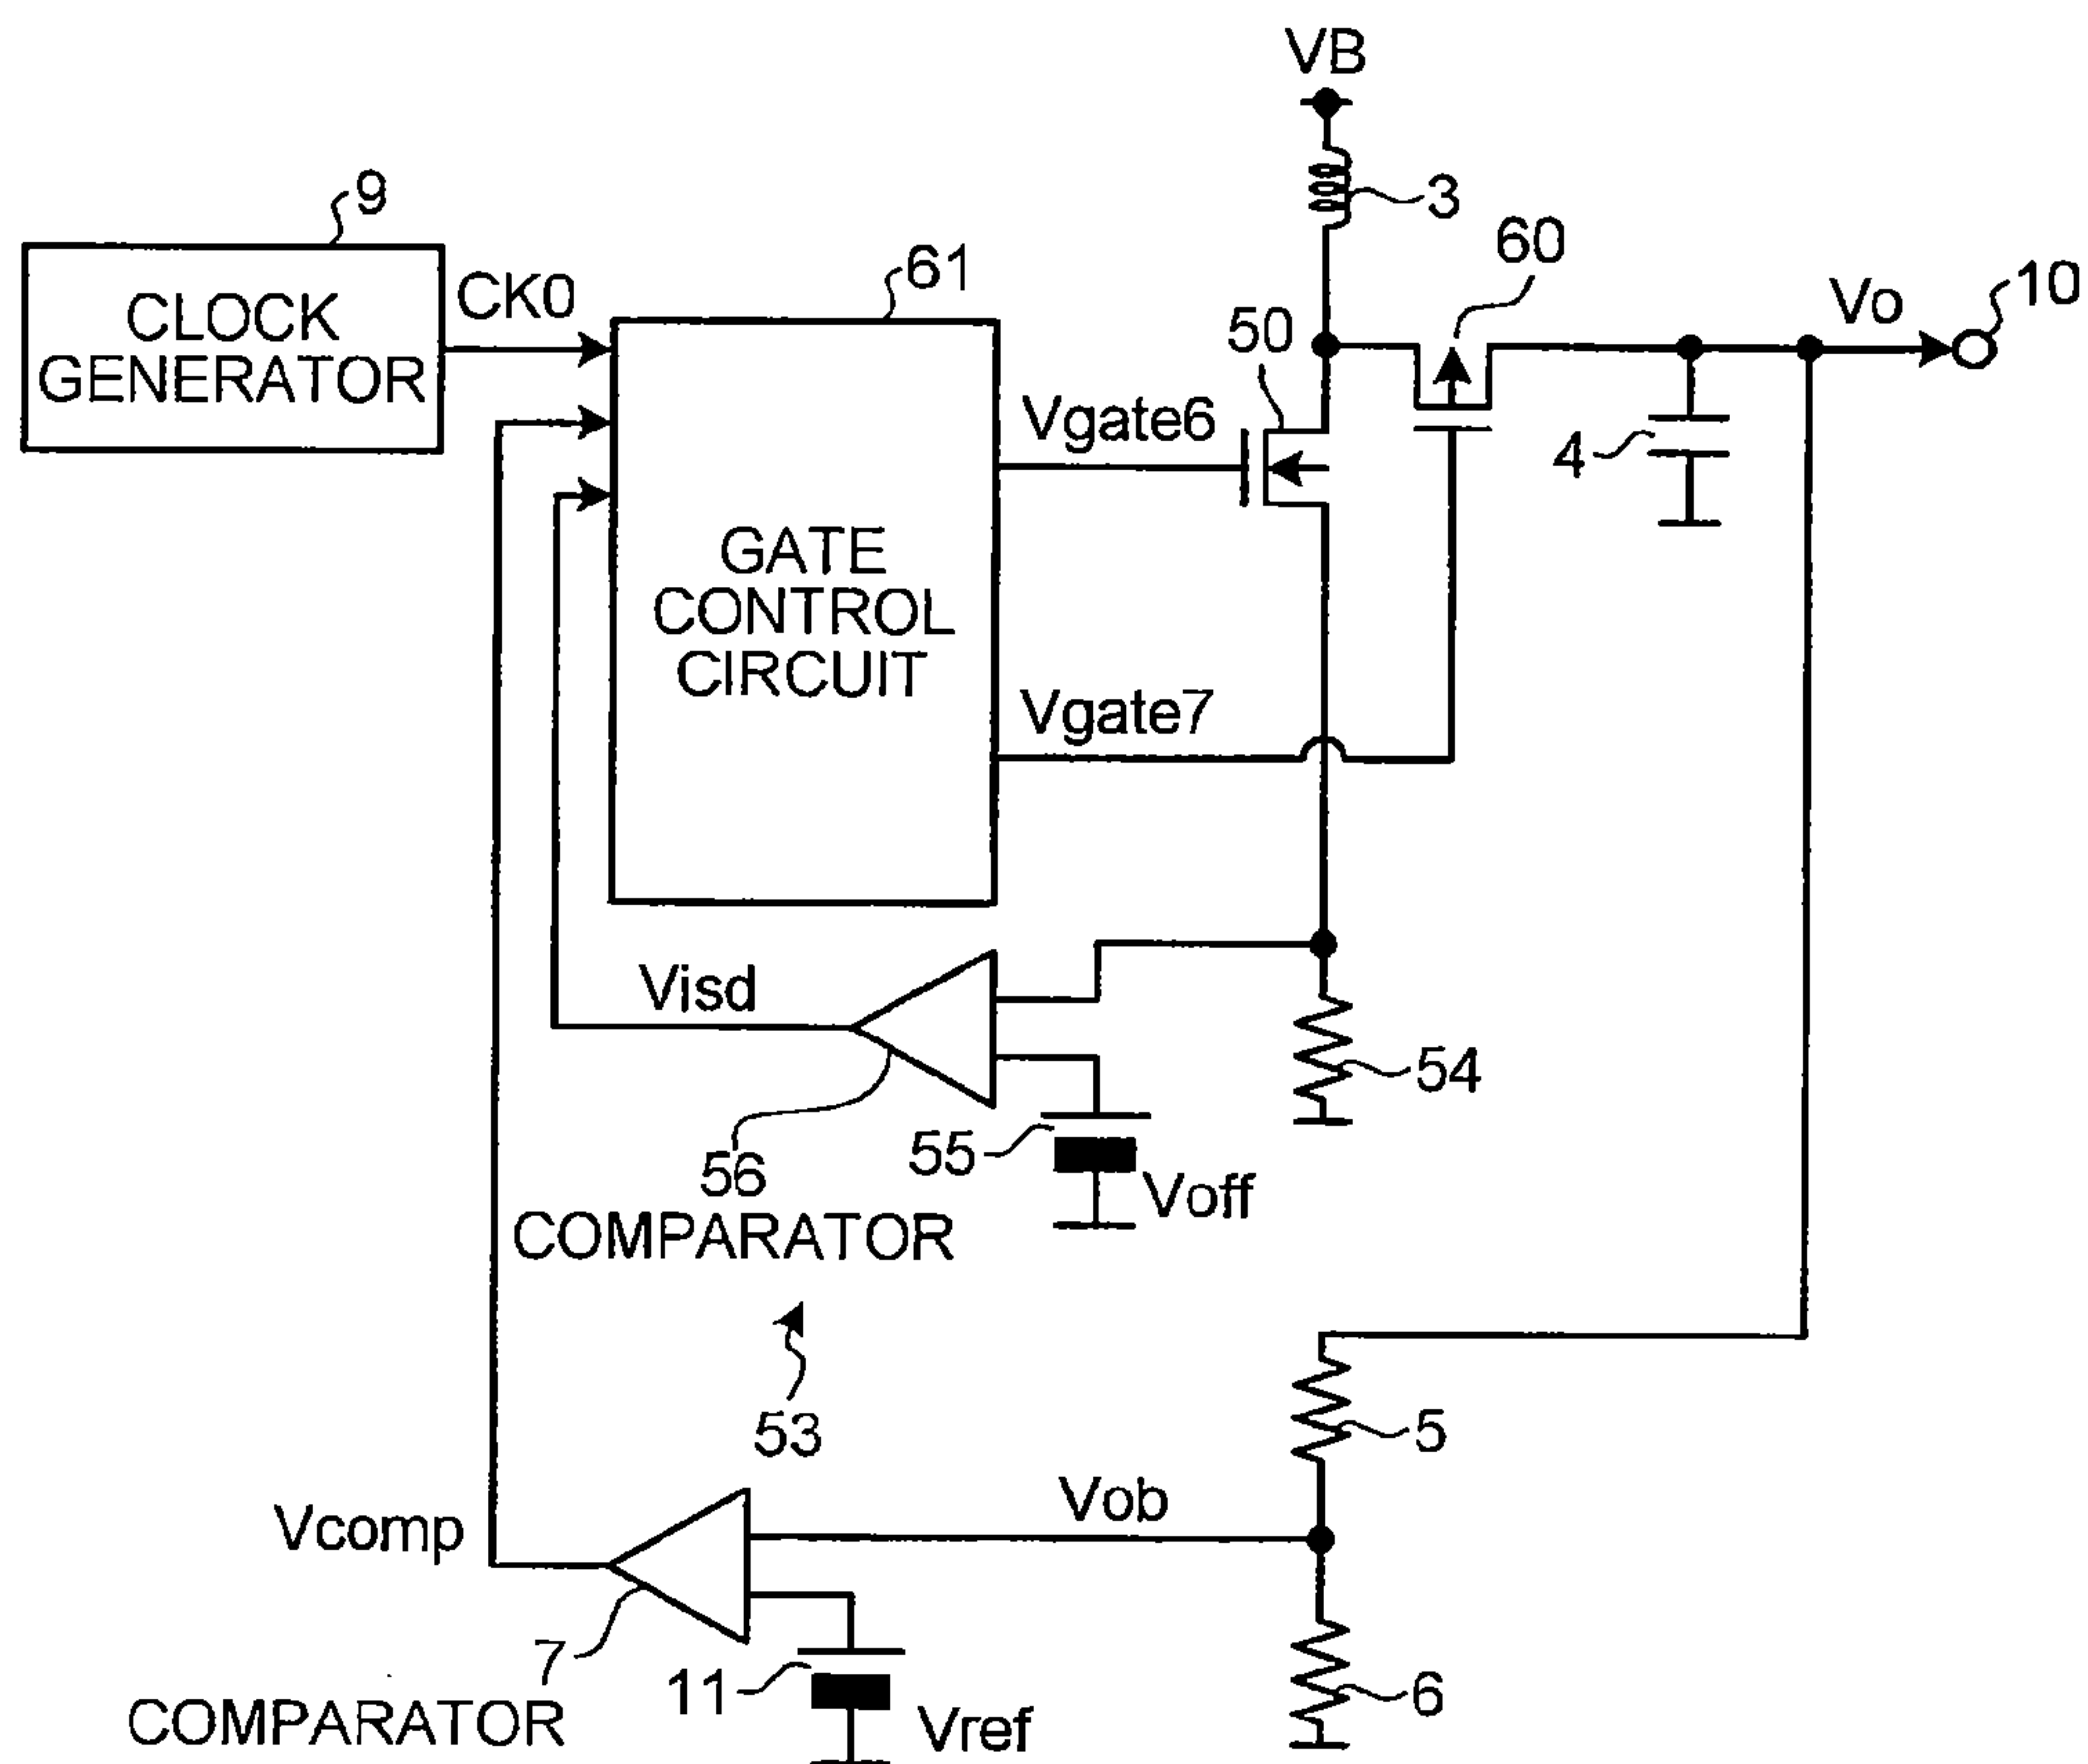 VB
3
9
CLOCK
GENERATOR
CK0
61
60
50
Vo
10
Vgate6
4
GATE
CONTROL
CIRCUIT
Vgate7
Visd
54
55
Voff
56
COMPARATOR
53
5
Vob
Vcomp
7
COMPARATOR
11
Vref
6